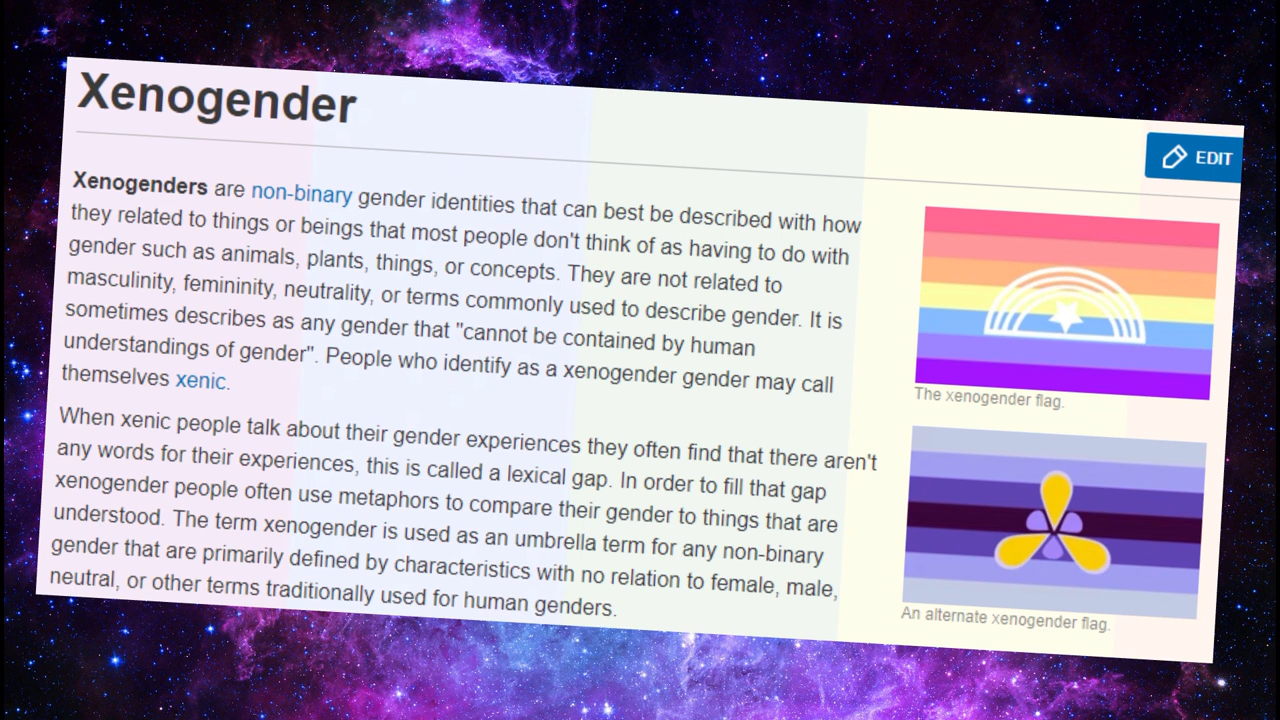 Xenogender
EDIT
Xenogenders are non-binary gender identities that can best be described with how
they related to things or beings that most people don't think of as having to do with
gender such as animals, plants, things, or concepts. They are not related to
masculinity, femininity, neutrality, or terms commonly used to describe gender. It is
sometimes describes as any gender that "cannot be contained by human
understandings of gender". People who identify as a xenogender gender may call
themselves xenic.
When xenic people talk about their gender experiences they often find that there aren't
any words for their experiences, this is called a lexical gap. In order to fill that gap
xenogender people often use metaphors to compare their gender to things that are
understood. The term xenogender is used as an umbrella term for any non-binary
gender that are primarily defined by characteristics with no relation to female, male,
neutral, or other terms traditionally used for human genders.
The xenogender flag.
An alternate xenogender flag.